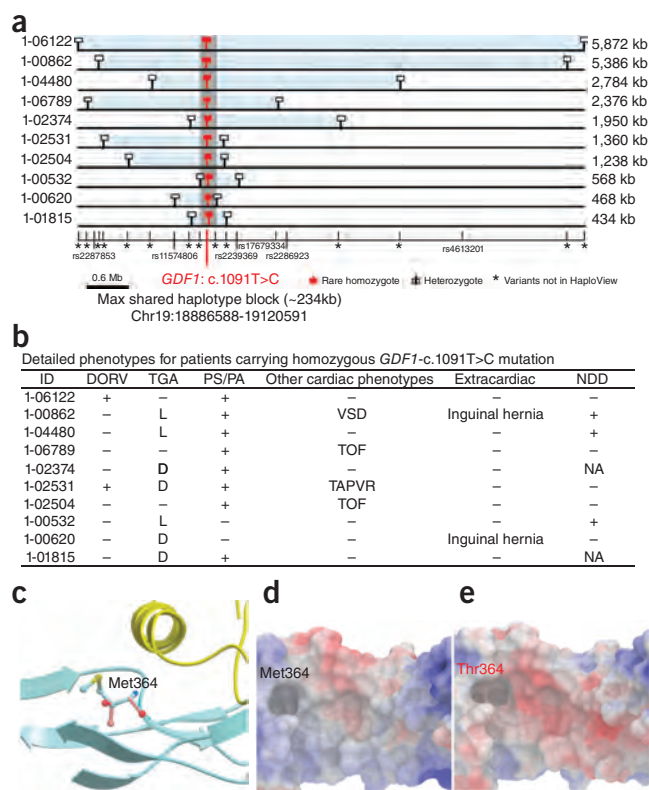 a
1-06122 5,872 kb
1-00862 5,386 kb
1-04480 2,784 kb
1-06789 2,376 kb
1-02374 1,950 kb
1-02531 1,360 kb
1-02504 1,238 kb
1-00532 568 kb
1-00620 468 kb
1-01815 434 kb
* * * * * * * * * * * * *
rs2287853 rs11574806 rs2239369 rs17679334 rs2286923 rs4613201
0.6 Mb GDF1: c.1091T>C Rare homozygote Heterozygote * Variants not in HaploView
Max shared haplotype block (~234kb)
Chr19:18886588-19120591
b
Detailed phenotypes for patients carrying homozygous GDF1-c.1091T>C mutation
ID DORV TGA PS/PA Other cardiac phenotypes Extracardiac NDD
1-06122 + – + – – –
1-00862 – L + VSD Inguinal hernia +
1-04480 – L + – – +
1-06789 – – + TOF – –
1-02374 – D + – – NA
1-02531 + D + TAPVR – –
1-02504 – – + TOF – –
1-00532 – L – – – +
1-00620 – D – – Inguinal hernia –
1-01815 – D + – – NA
c d e
Met364 Met364 Thr364